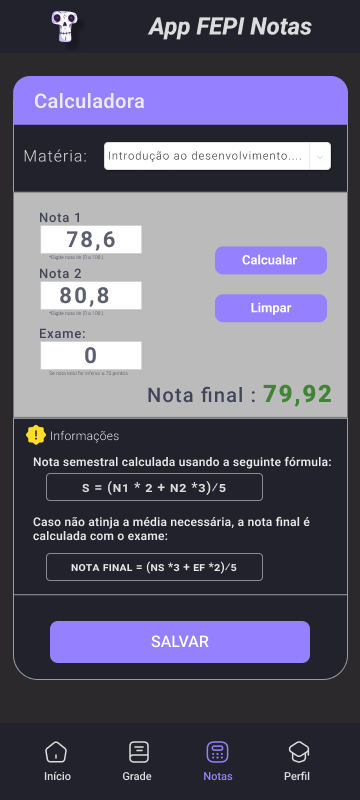 App FEPI Notas
Calculadora
Matéria:
Introdução ao desenvolvimento....
Nota 1
78,6
*Digite nota de (0 a 100)
Nota 2
80,8
*Digite nota de (0 a 100)
Exame:
0
Se nota total for inferior a 70 pontos
Calcualar
Limpar
Nota final : 79,92
Informações
Nota semestral calculada usando a seguinte fórmula:
S = (N1 * 2 + N2 *3)/5
Caso não atinja a média necessária, a nota final é
calculada com o exame:
NOTA FINAL = (NS *3 + EF *2)/5
SALVAR
Início
Grade
Notas
Perfil